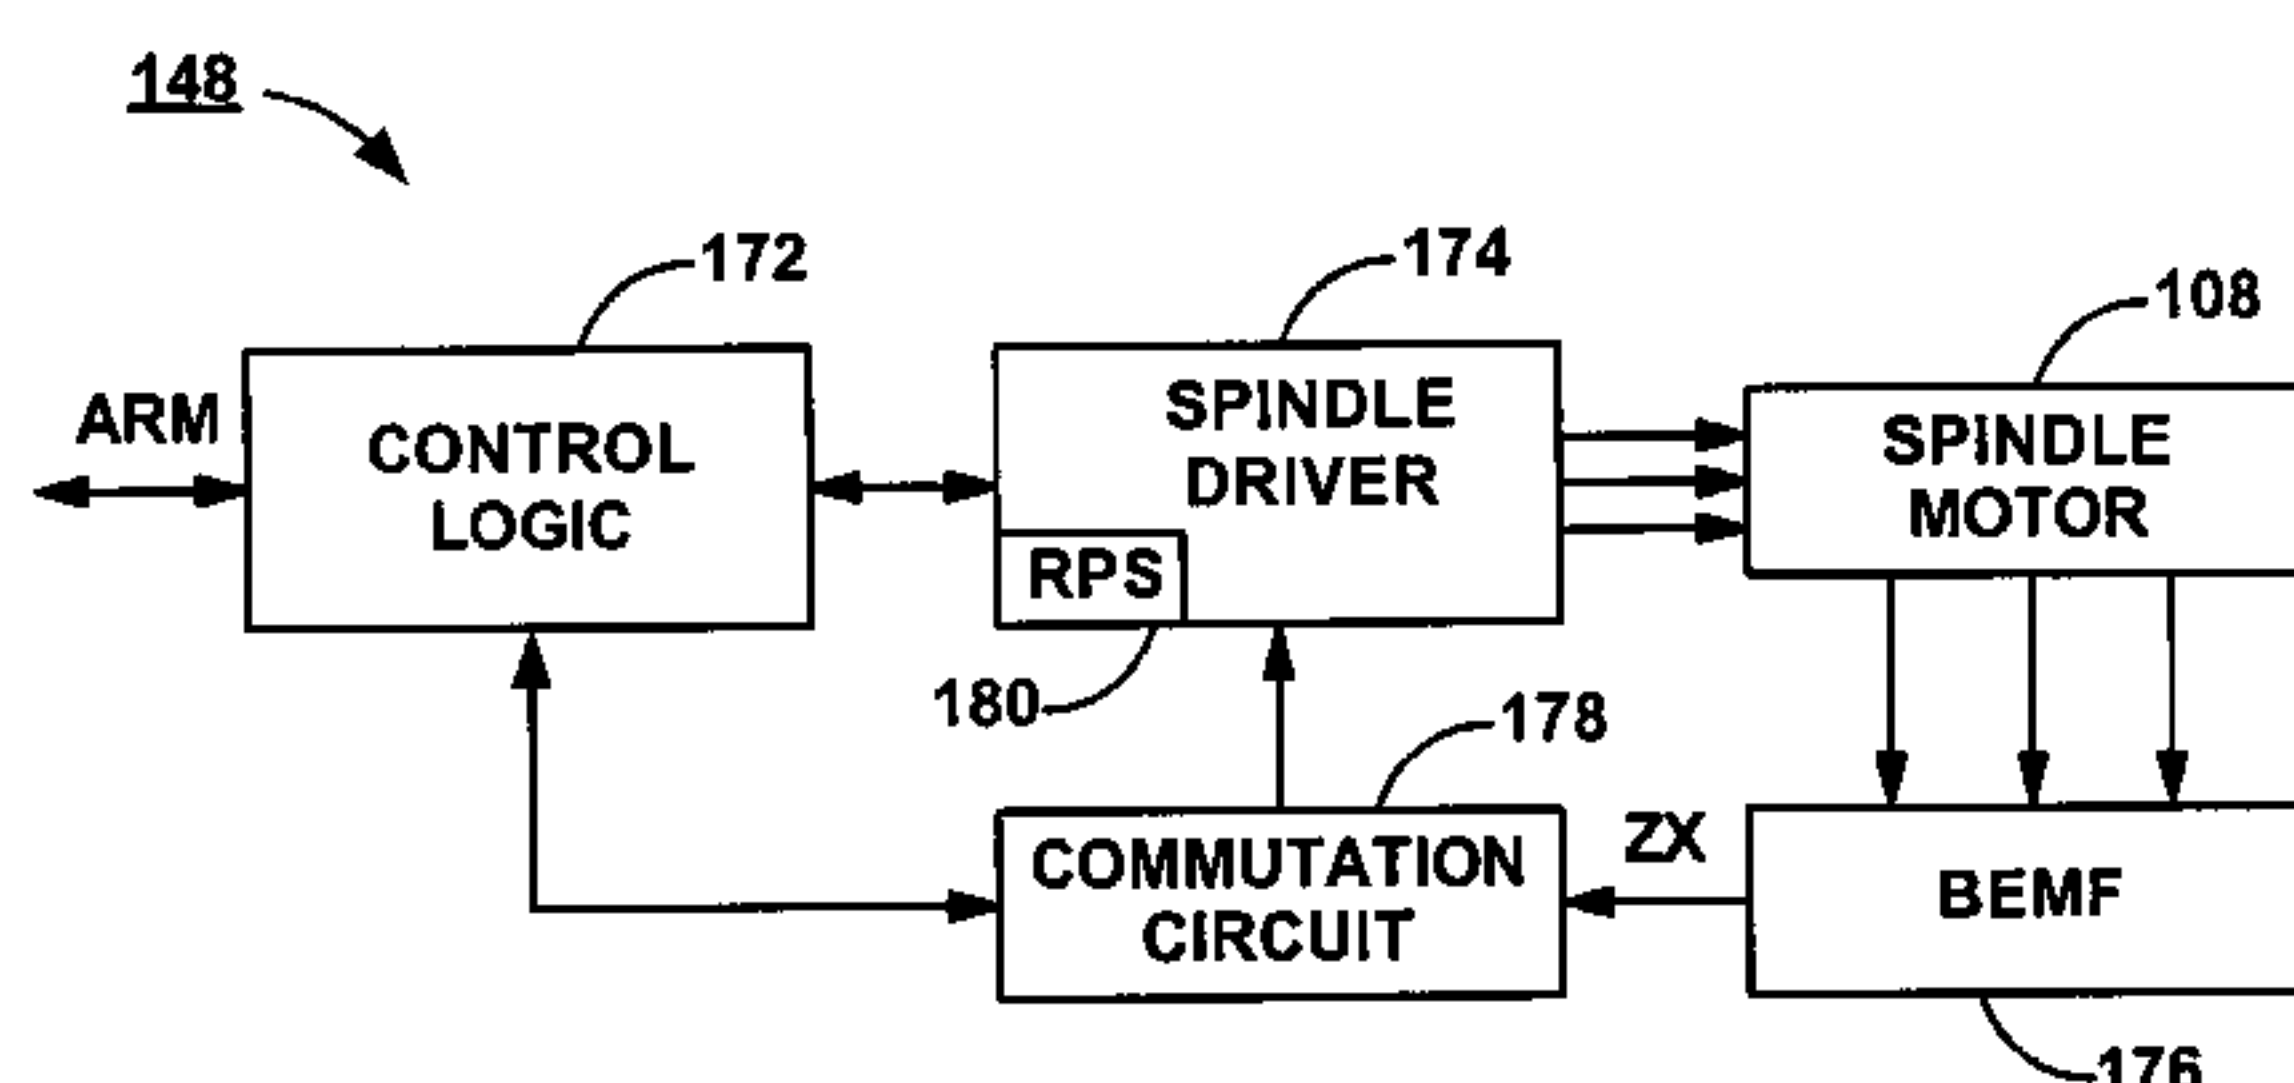 148
172
174
108
ARM
CONTROL
LOGIC
SPINDLE
DRIVER
RPS
SPINDLE
MOTOR
180
178
COMMUTATION
CIRCUIT
ZX
BEMF
176